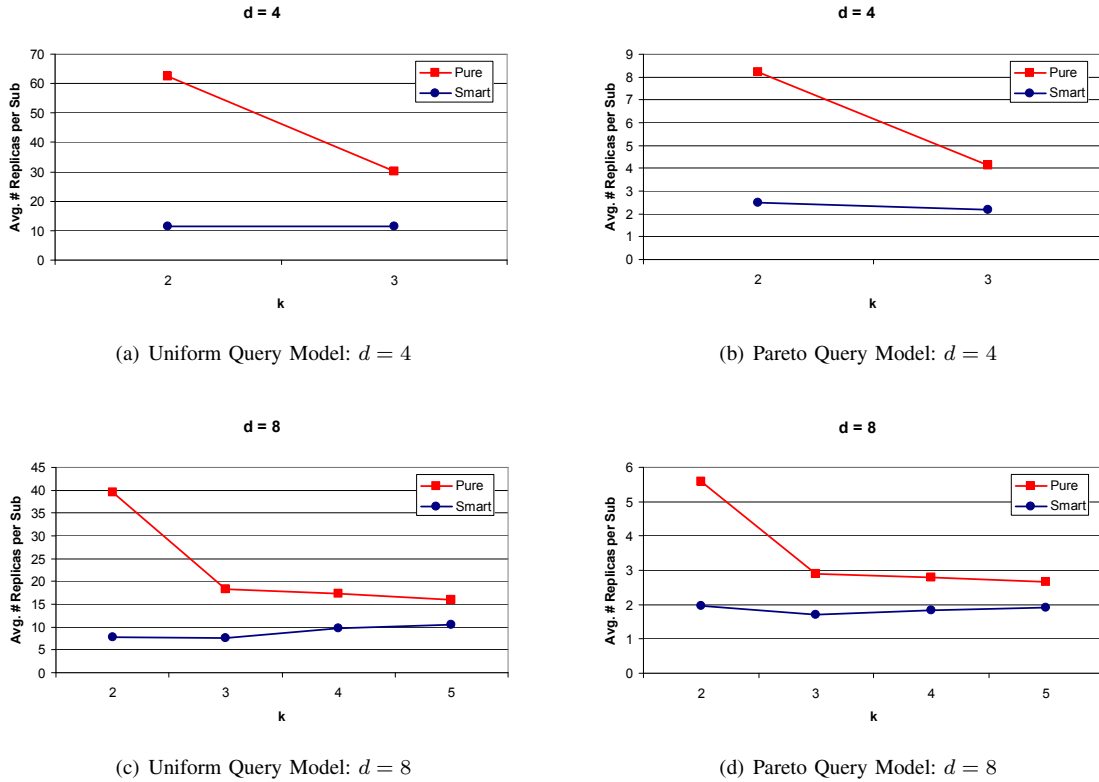 d = 4
Avg. # Replicas per Sub
70
60
50
40
30
20
10
0
2
3
k
Pure
Smart
(a) Uniform Query Model: d = 4
d = 4
Avg. # Replicas per Sub
9
8
7
6
5
4
3
2
1
0
2
3
k
Pure
Smart
(b) Pareto Query Model: d = 4
d = 8
Avg. # Replicas per Sub
45
40
35
30
25
20
15
10
5
0
2
3
4
5
k
Pure
Smart
(c) Uniform Query Model: d = 8
d = 8
Avg. # Replicas per Sub
6
5
4
3
2
1
0
2
3
4
5
k
Pure
Smart
(d) Pareto Query Model: d = 8